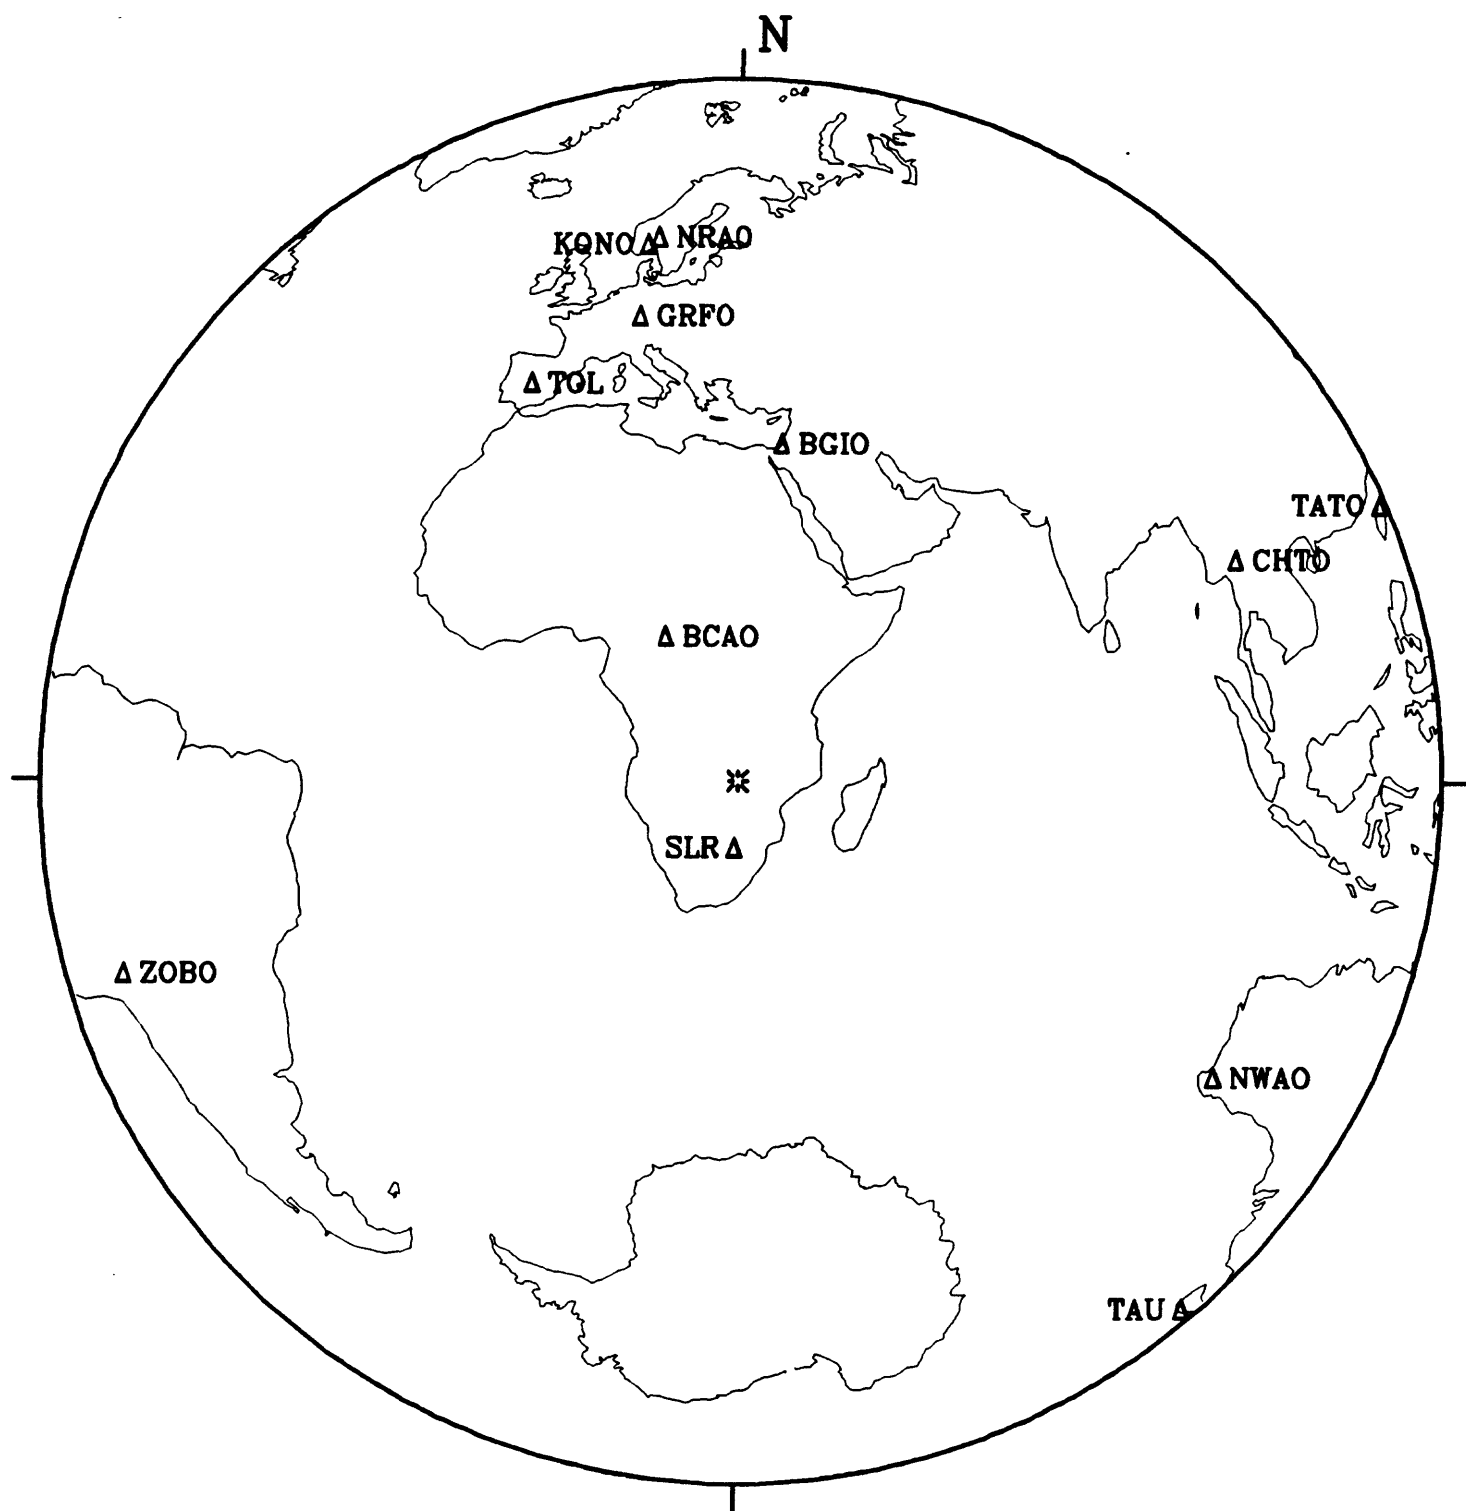 N
KONO
NRAO
GRFO
TOL
BGIO
TATO
CHTO
BCAO
SLR
ZOBO
NWAO
TAU